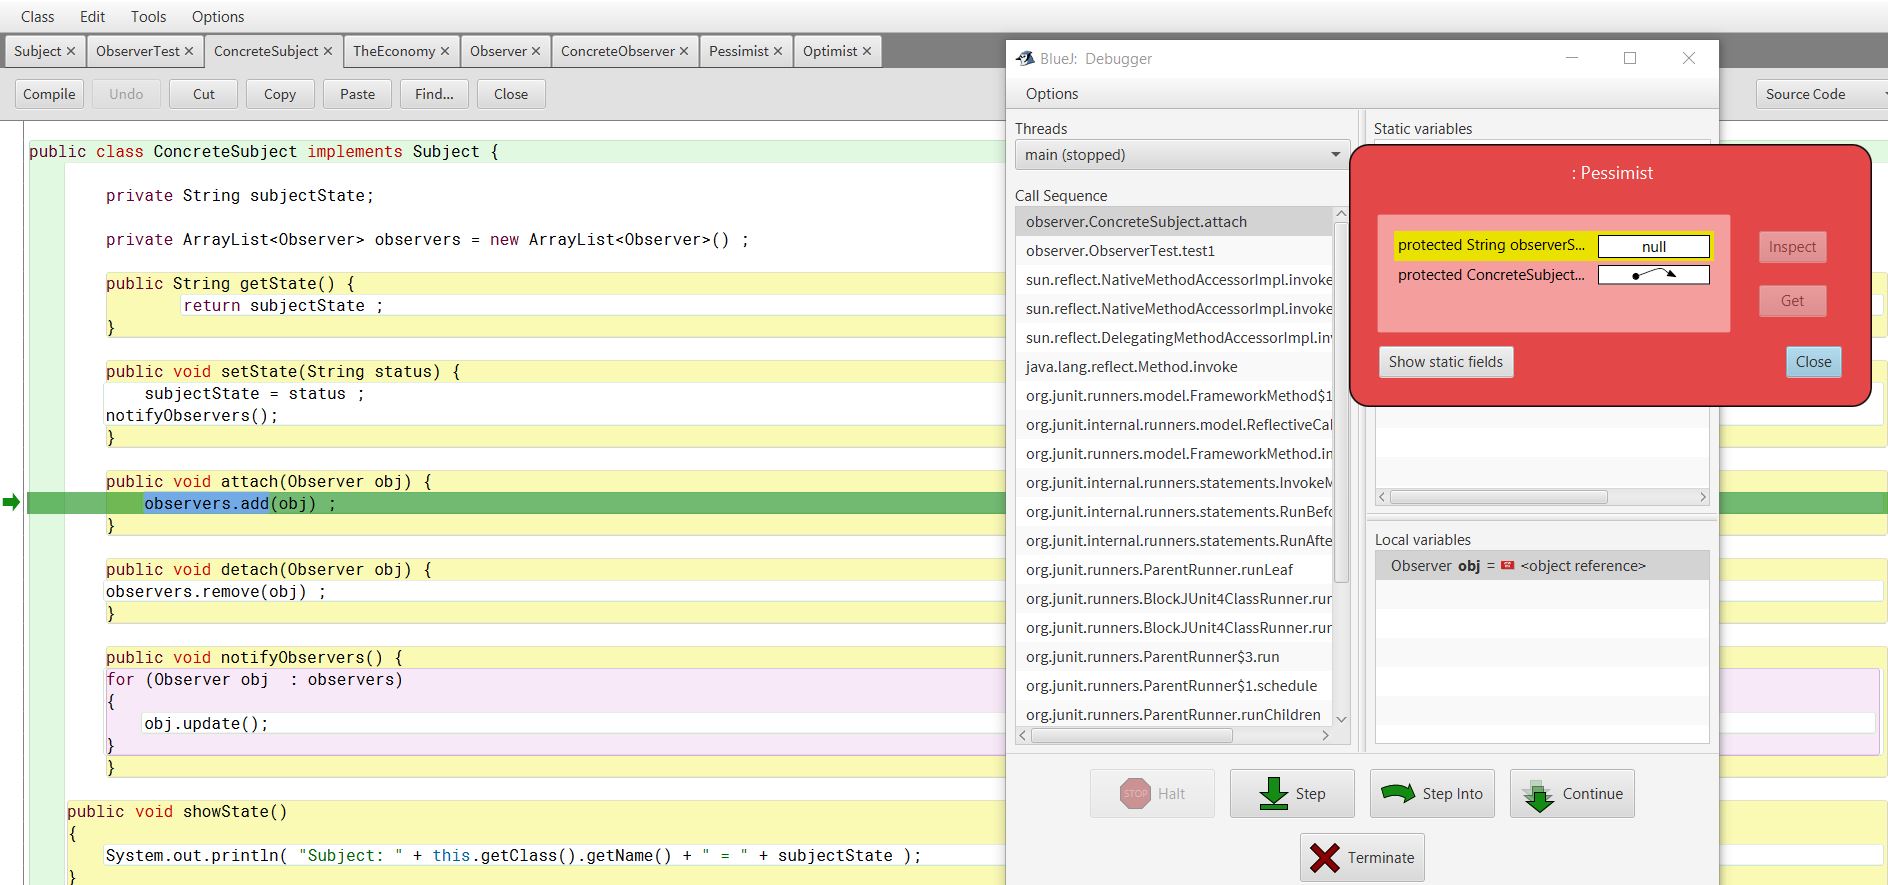 Class Edit Tools Options
Subject × ObserverTest × ConcreteSubject × TheEconomy × Observer × ConcreteObserver × Pessimist × Optimist ×
Compile Undo Cut Copy Paste Find... Close
Source Code
public class ConcreteSubject implements Subject {
private String subjectState;
private ArrayList<Observer> observers = new ArrayList<Observer>() ;
public String getState() {
return subjectState ;
}
public void setState(String status) {
subjectState = status ;
notifyObservers();
}
public void attach(Observer obj) {
observers.add(obj) ;
}
public void detach(Observer obj) {
observers.remove(obj) ;
}
public void notifyObservers() {
for (Observer obj  : observers)
{
obj.update();
}
}
public void showState()
{
System.out.println( "Subject: " + this.getClass().getName() + " = " + subjectState );
}
BlueJ: Debugger
Options
Threads
main (stopped)
Call Sequence
observer.ConcreteSubject.attach
observer.ObserverTest.test1
sun.reflect.NativeMethodAccessorImpl.invoke
sun.reflect.NativeMethodAccessorImpl.invoke
sun.reflect.DelegatingMethodAccessorImpl.inv
java.lang.reflect.Method.invoke
org.junit.runners.model.FrameworkMethod$1
org.junit.internal.runners.model.ReflectiveCal
org.junit.runners.model.FrameworkMethod.in
org.junit.internal.runners.statements.InvokeM
org.junit.internal.runners.statements.RunBefo
org.junit.internal.runners.statements.RunAfte
org.junit.runners.ParentRunner.runLeaf
org.junit.runners.BlockJUnit4ClassRunner.run
org.junit.runners.BlockJUnit4ClassRunner.run
org.junit.runners.ParentRunner$3.run
org.junit.runners.ParentRunner$1.schedule
org.junit.runners.ParentRunner.runChildren
Static variables
: Pessimist
protected String observerS... null
protected ConcreteSubject...
Inspect
Get
Show static fields
Close
Local variables
Observer obj = <object reference>
STOP Halt
Step
Step Into
Continue
Terminate